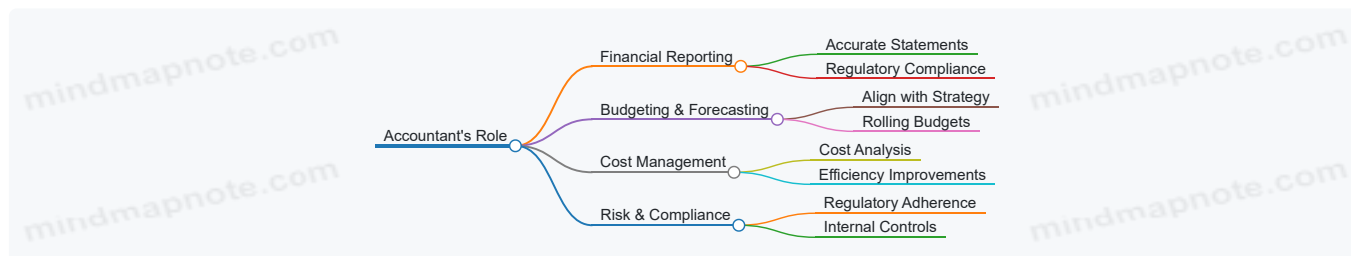 mindmapnote.com
mindmapnote.com
Accountant's Role
Financial Reporting
Accurate Statements
Regulatory Compliance
Budgeting & Forecasting
Align with Strategy
Rolling Budgets
Cost Management
Cost Analysis
Efficiency Improvements
Risk & Compliance
Regulatory Adherence
Internal Controls
mindmapnote.com
mindmapnote.com